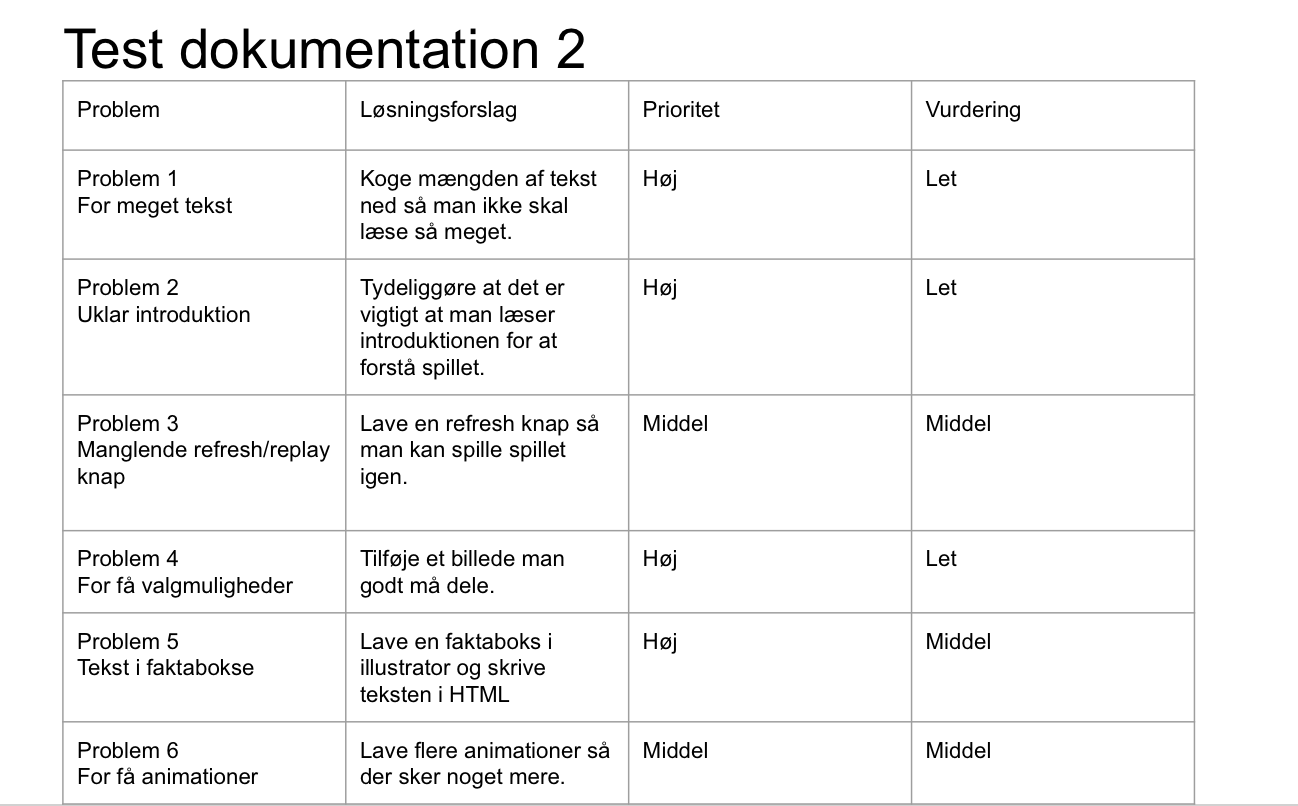 Test dokumentation 2
Problem
Løsningsforslag
Prioritet
Vurdering
Problem 1
For meget tekst
Koge mængden af tekst
ned så man ikke skal
læse så meget.
Høj
Let
Problem 2
Uklar introduktion
Tydeliggøre at det er
vigtigt at man læser
introduktionen for at
forstå spillet.
Høj
Let
Problem 3
Manglende refresh/replay
knap
Lave en refresh knap så
man kan spille spillet
igen.
Middel
Middel
Problem 4
For få valgmuligheder
Tilføje et billede man
godt må dele.
Høj
Let
Problem 5
Tekst i faktabokse
Lave en faktaboks i
illustrator og skrive
teksten i HTML
Høj
Middel
Problem 6
For få animationer
Lave flere animationer så
der sker noget mere.
Middel
Middel